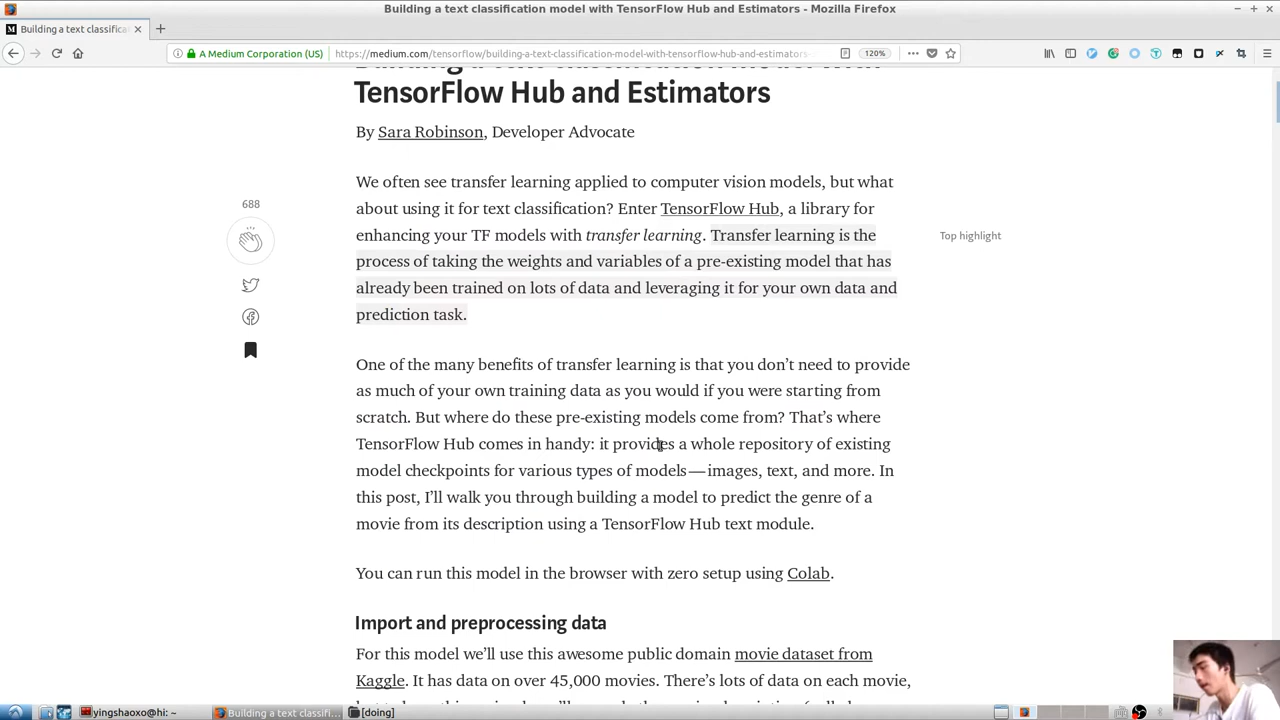 Building a text classification model with TensorFlow Hub and Estimators - Mozilla Firefox
Building a text classifica
A Medium Corporation (US) https://medium.com/tensorflow/building-a-text-classification-model-with-tensorflow-hub-and-estimators- 120%
TensorFlow Hub and Estimators
By Sara Robinson, Developer Advocate
We often see transfer learning applied to computer vision models, but what
688
about using it for text classification? Enter TensorFlow Hub, a library for
enhancing your TF models with transfer learning. Transfer learning is the
Top highlight
process of taking the weights and variables of a pre-existing model that has
already been trained on lots of data and leveraging it for your own data and
prediction task.
One of the many benefits of transfer learning is that you don’t need to provide
as much of your own training data as you would if you were starting from
scratch. But where do these pre-existing models come from? That’s where
TensorFlow Hub comes in handy: it provides a whole repository of existing
model checkpoints for various types of models — images, text, and more. In
this post, I’ll walk you through building a model to predict the genre of a
movie from its description using a TensorFlow Hub text module.
You can run this model in the browser with zero setup using Colab.
Import and preprocessing data
For this model we’ll use this awesome public domain movie dataset from
Kaggle. It has data on over 45,000 movies. There’s lots of data on each movie,
yingshaoxo@hi: ~ Building a text classifi... [doing]